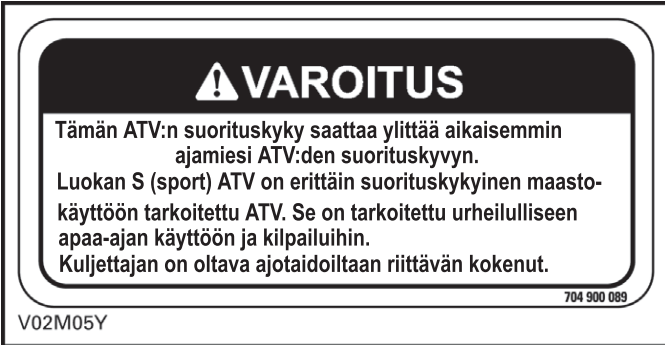 VAROITUS
Tämän ATV:n suorituskyky saattaa ylittää aikaisemmin
ajamiesi ATV:den suorituskyvyn.
Luokan S (sport) ATV on erittäin suorituskykyinen maasto-
käyttöön tarkoitettu ATV. Se on tarkoitettu urheilulliseen
apaa-ajan käyttöön ja kilpailuihin.
Kuljettajan on oltava ajotaidoiltaan riittävän kokenut.
704 900 089
V02M05Y